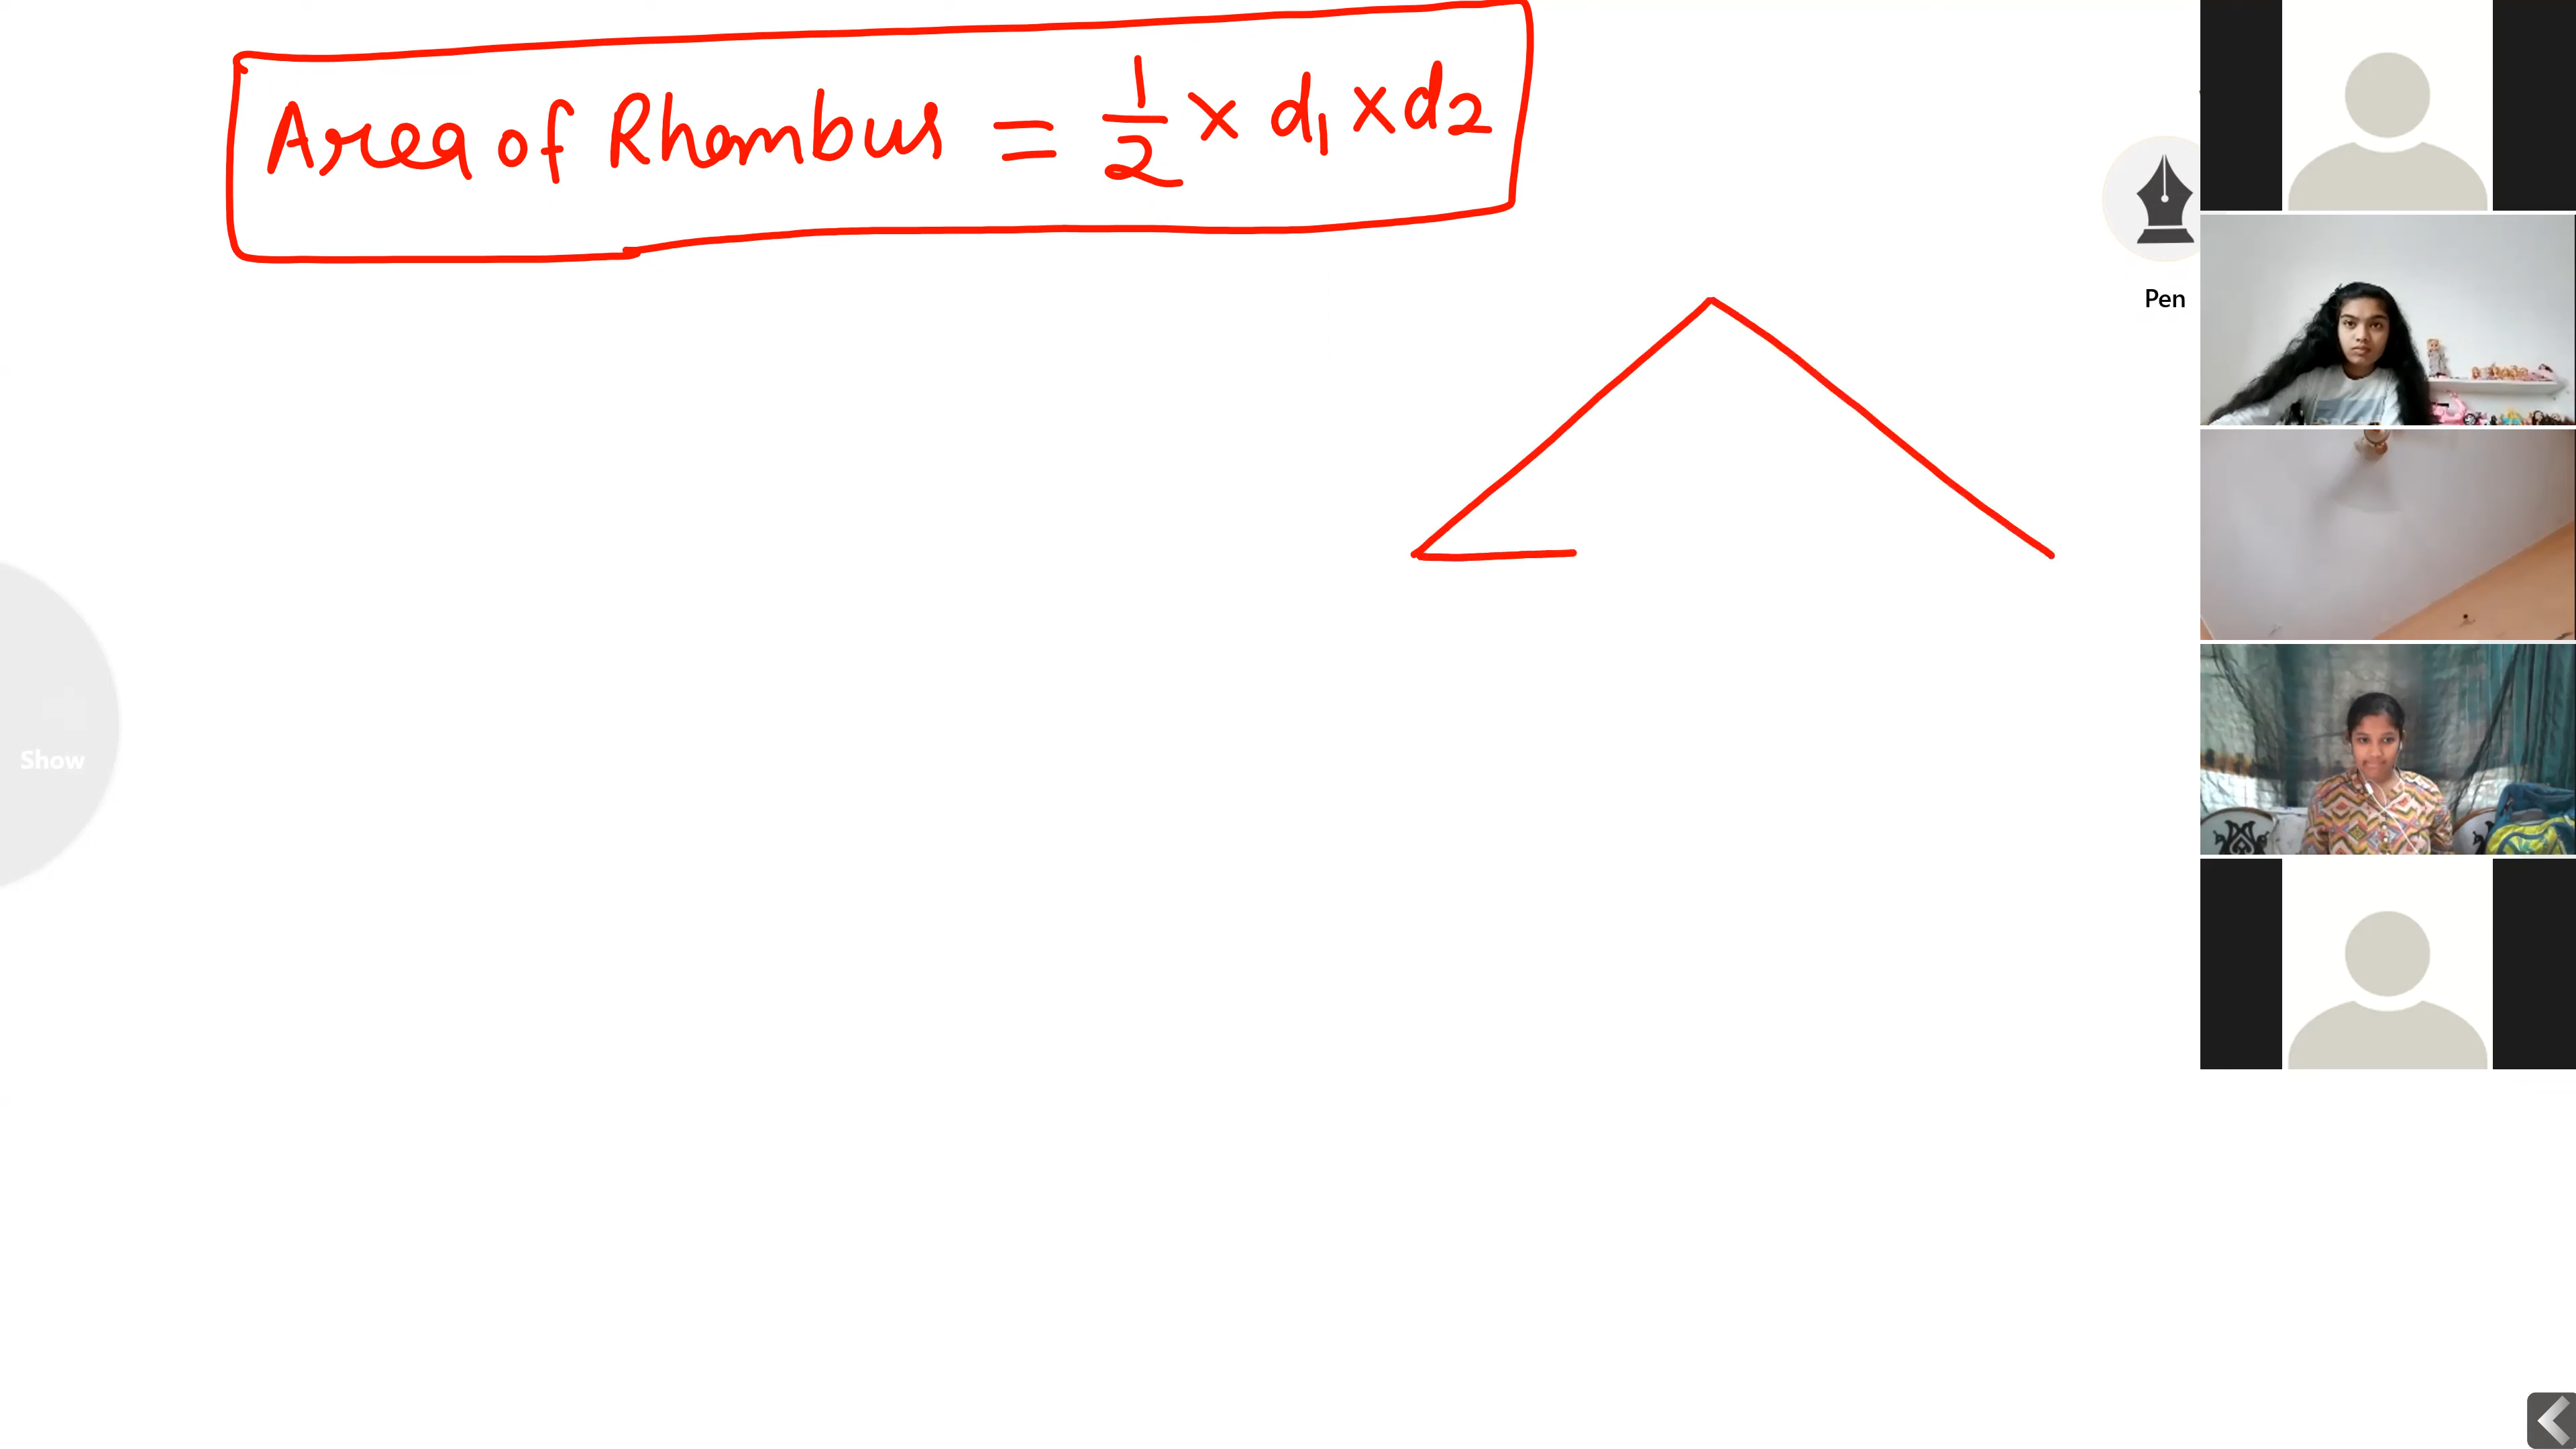 Area of Rhombus = 1/2 × d1 × d2
Pen
Show